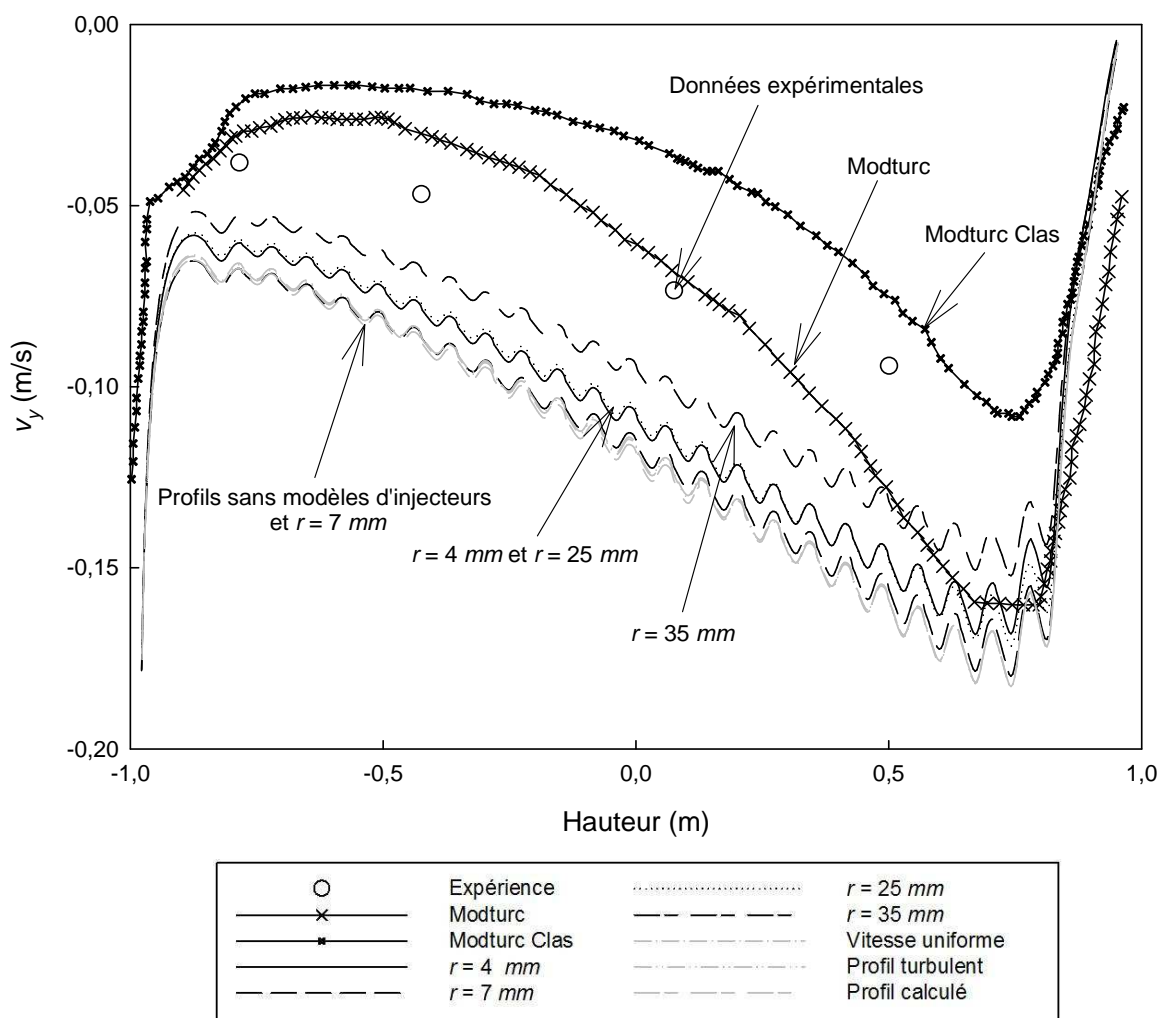 0,00
-0,05
-0,10
-0,15
-0,20
v_y (m/s)
-1,0
-0,5
0,0
0,5
1,0
Hauteur (m)
Données expérimentales
Modturc
Modturc Clas
Profils sans modèles d'injecteurs
et r = 7 mm
r = 4 mm et r = 25 mm
r = 35 mm
Expérience
Modturc
Modturc Clas
r = 4 mm
r = 7 mm
r = 25 mm
r = 35 mm
Vitesse uniforme
Profil turbulent
Profil calculé